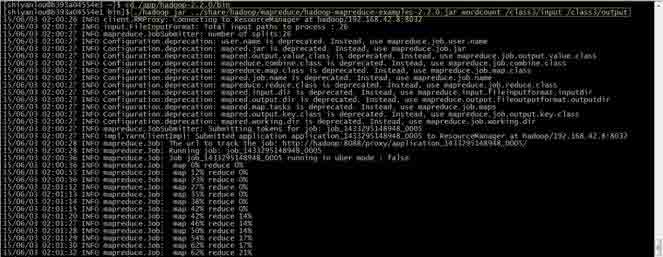 [shiyanlou@b393a04554e1 ~]$ cd /app/hadoop-2.2.0/bin
[shiyanlou@b393a04554e1 bin]$ ./hadoop jar ../share/hadoop/mapreduce/hadoop-mapreduce-examples-2.2.0.jar wordcount /class3/input /class3/output
15/06/03 02:00:26 INFO client.RMProxy: Connecting to ResourceManager at hadoop/192.168.42.8:8032
15/06/03 02:00:27 INFO input.FileInputFormat: Total input paths to process : 26
15/06/03 02:00:27 INFO mapreduce.JobSubmitter: number of splits:26
15/06/03 02:00:27 INFO Configuration.deprecation: user.name is deprecated. Instead, use mapreduce.job.user.name
15/06/03 02:00:27 INFO Configuration.deprecation: mapred.jar is deprecated. Instead, use mapreduce.job.jar
15/06/03 02:00:27 INFO Configuration.deprecation: mapred.output.value.class is deprecated. Instead, use mapreduce.job.output.value.class
15/06/03 02:00:27 INFO Configuration.deprecation: mapreduce.combine.class is deprecated. Instead, use mapreduce.job.combine.class
15/06/03 02:00:27 INFO Configuration.deprecation: mapreduce.map.class is deprecated. Instead, use mapreduce.job.map.class
15/06/03 02:00:27 INFO Configuration.deprecation: mapred.job.name is deprecated. Instead, use mapreduce.job.name
15/06/03 02:00:27 INFO Configuration.deprecation: mapreduce.reduce.class is deprecated. Instead, use mapreduce.job.reduce.class
15/06/03 02:00:27 INFO Configuration.deprecation: mapred.input.dir is deprecated. Instead, use mapreduce.input.fileinputformat.inputdir
15/06/03 02:00:27 INFO Configuration.deprecation: mapred.output.dir is deprecated. Instead, use mapreduce.output.fileoutputformat.outputdir
15/06/03 02:00:27 INFO Configuration.deprecation: mapred.map.tasks is deprecated. Instead, use mapreduce.job.maps
15/06/03 02:00:27 INFO Configuration.deprecation: mapred.output.key.class is deprecated. Instead, use mapreduce.job.output.key.class
15/06/03 02:00:27 INFO Configuration.deprecation: mapred.working.dir is deprecated. Instead, use mapreduce.job.working.dir
15/06/03 02:00:27 INFO mapreduce.JobSubmitter: Submitting tokens for job: job_1433295148948_0005
15/06/03 02:00:28 INFO impl.YarnClientImpl: Submitted application application_1433295148948_0005 to ResourceManager at hadoop/192.168.42.8:8032
15/06/03 02:00:28 INFO mapreduce.Job: The url to track the job: http://hadoop:8088/proxy/application_1433295148948_0005/
15/06/03 02:00:28 INFO mapreduce.Job: Running job: job_1433295148948_0005
15/06/03 02:00:36 INFO mapreduce.Job: Job job_1433295148948_0005 running in uber mode : false
15/06/03 02:00:36 INFO mapreduce.Job:  map 0% reduce 0%
15/06/03 02:00:55 INFO mapreduce.Job:  map 12% reduce 0%
15/06/03 02:00:56 INFO mapreduce.Job:  map 23% reduce 0%
15/06/03 02:01:12 INFO mapreduce.Job:  map 27% reduce 0%
15/06/03 02:01:13 INFO mapreduce.Job:  map 35% reduce 0%
15/06/03 02:01:14 INFO mapreduce.Job:  map 38% reduce 0%
15/06/03 02:01:15 INFO mapreduce.Job:  map 42% reduce 0%
15/06/03 02:01:26 INFO mapreduce.Job:  map 42% reduce 14%
15/06/03 02:01:27 INFO mapreduce.Job:  map 46% reduce 14%
15/06/03 02:01:28 INFO mapreduce.Job:  map 50% reduce 14%
15/06/03 02:01:29 INFO mapreduce.Job:  map 54% reduce 17%
15/06/03 02:01:30 INFO mapreduce.Job:  map 62% reduce 17%
15/06/03 02:01:32 INFO mapreduce.Job:  map 62% reduce 21%